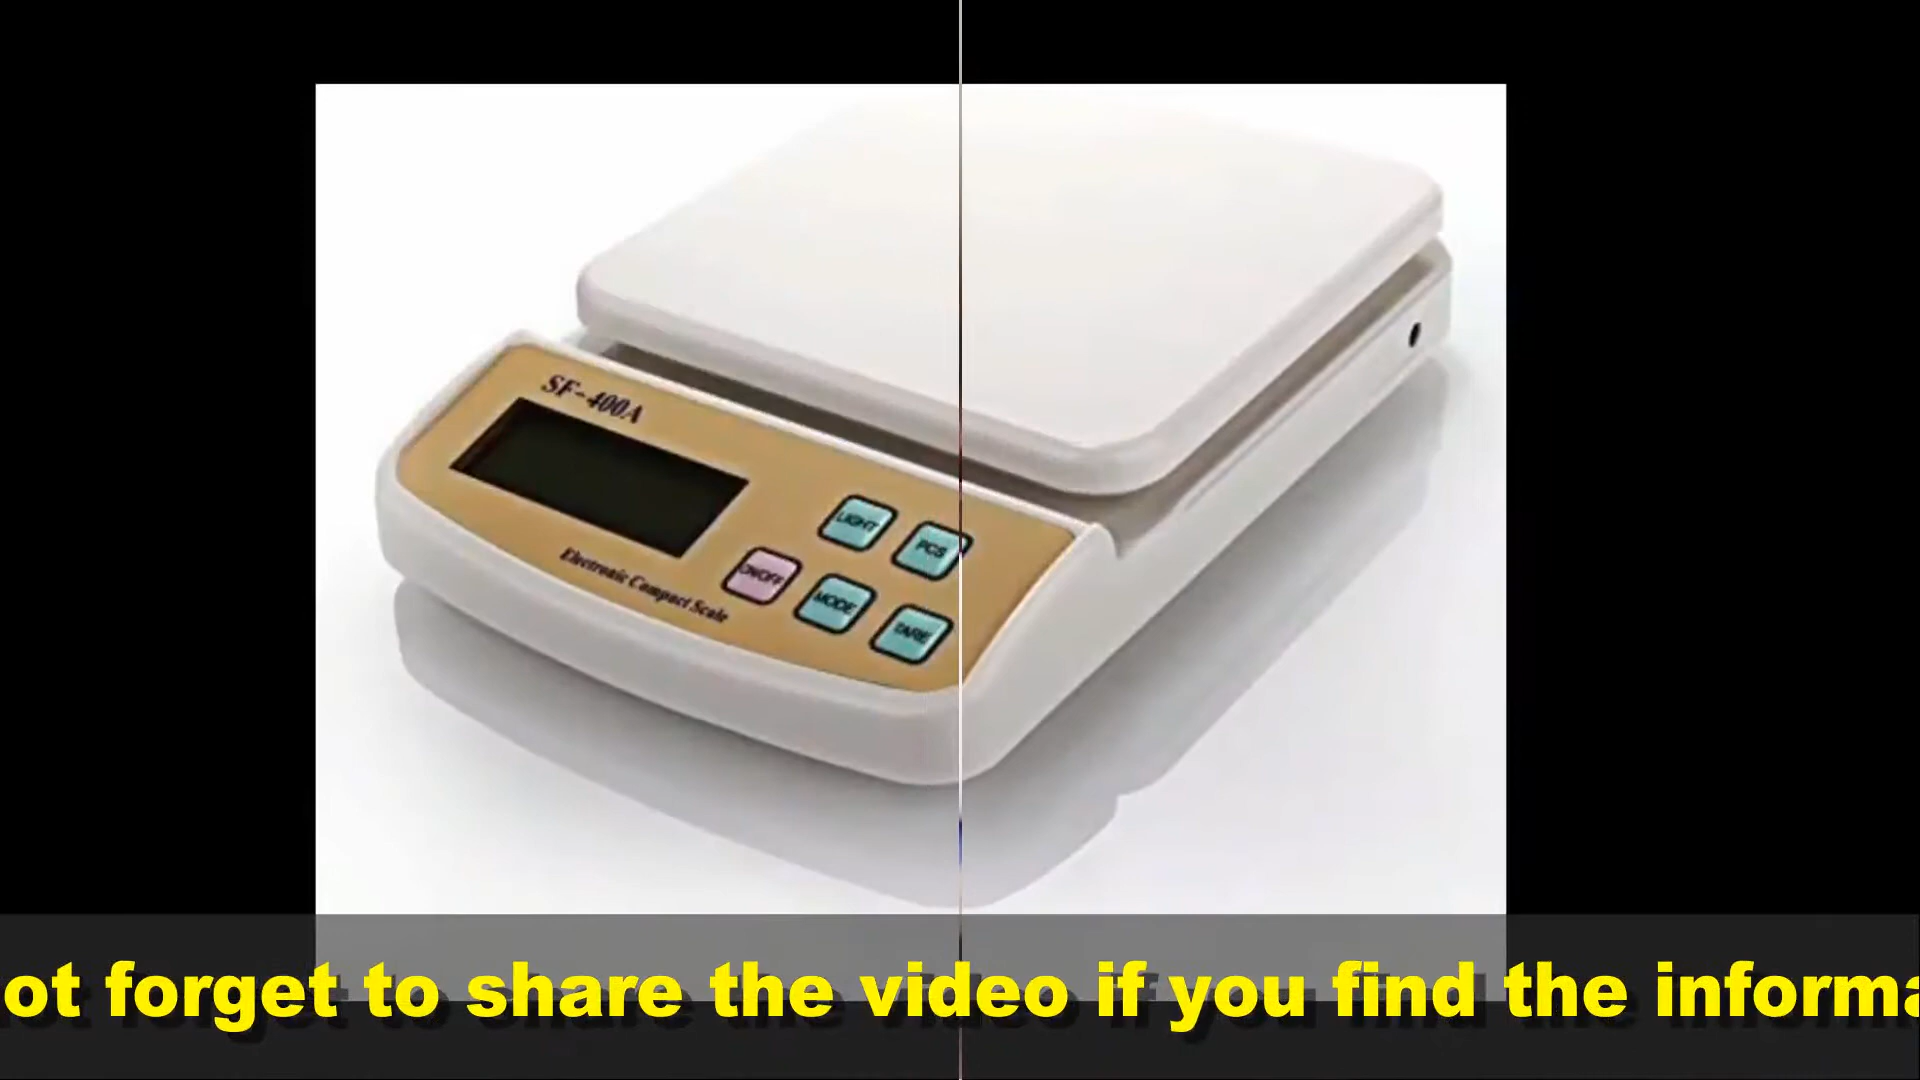 SF-400A
LIGHT
PCS
ON/OFF
MODE
TARE
Electronic Compact Scale
ot forget to share the video if you find the informa